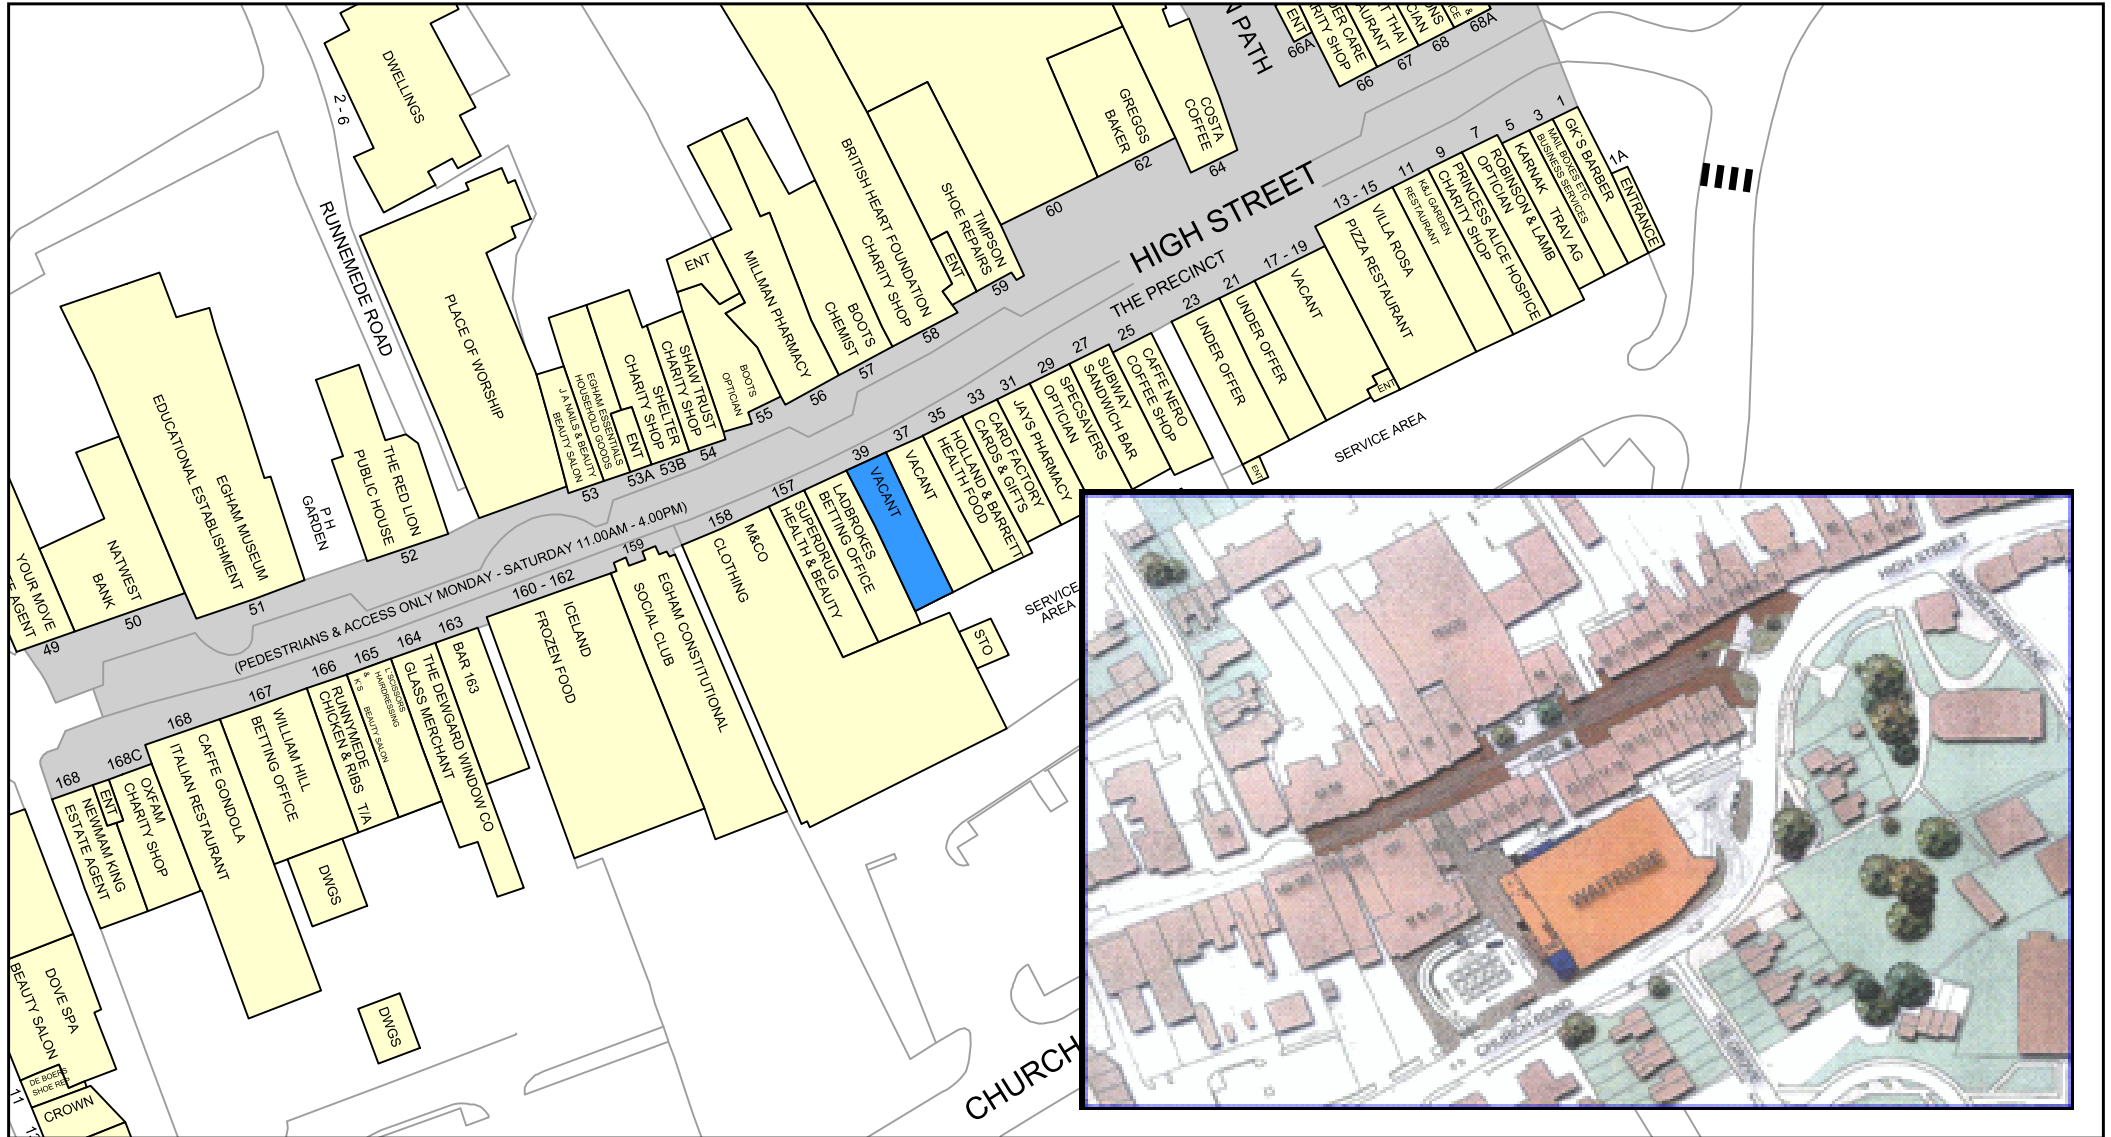 2 - 6
DWELLINGS
RUNNEMEDE ROAD
PLACE OF WORSHIP
EGHAM MUSEUM
EDUCATIONAL ESTABLISHMENT
51
P H
GARDEN
THE RED LION
PUBLIC HOUSE
52
NATWEST
BANK
50
YOUR MOVE
AGENT
49
J A NAILS & BEAUTY
BEAUTY SALON
53
EGHAM ESSENTIALS
HOUSEHOLD GOODS
ENT
53A
SHELTER
CHARITY SHOP
53B
SHAW TRUST
CHARITY SHOP
54
ENT
BOOTS
OPTICIAN
55
MILLMAN PHARMACY
56
BOOTS
CHEMIST
57
BRITISH HEART FOUNDATION
CHARITY SHOP
58
ENT
TIMPSON
SHOE REPAIRS
59
60
GREGGS
BAKER
62
COSTA
COFFEE
64
PATH
ENT
66A
CHARITY SHOP
66
67
68
68A
HIGH STREET
THE PRECINCT
(PEDESTRIANS & ACCESS ONLY MONDAY - SATURDAY 11.00AM - 4.00PM)
1A
ENTRANCE
1
GK'S BARBER
3
MAIL BOXES ETC
BUSINESS SERVICES
5
KARNAK TRAV AG
7
ROBINSON & LAMB
OPTICIAN
9
PRINCESS ALICE HOSPICE
CHARITY SHOP
11
K&J GARDEN
RESTAURANT
13 - 15
VILLA ROSA
PIZZA RESTAURANT
ENT
17 - 19
VACANT
21
UNDER OFFER
23
UNDER OFFER
ENT
SERVICE AREA
25
CAFFE NERO
COFFEE SHOP
27
SUBWAY
SANDWICH BAR
29
SPECSAVERS
OPTICIAN
31
JAYS PHARMACY
33
CARD FACTORY
CARDS & GIFTS
35
HOLLAND & BARRETT
HEALTH FOOD
37
VACANT
39
VACANT
LADBROKES
BETTING OFFICE
157
SUPERDRUG
HEALTH & BEAUTY
158
M&CO
CLOTHING
STO
SERVICE
AREA
159
EGHAM CONSTITUTIONAL
SOCIAL CLUB
160 - 162
ICELAND
FROZEN FOOD
163
BAR 163
164
THE DEWGARD WINDOW CO
GLASS MERCHANT
165
L'SCISSORS
HAIRDRESSING
&
K'S BEAUTY SALON
166
RUNNYMEDE
CHICKEN & RIBS T/A
167
WILLIAM HILL
BETTING OFFICE
DWGS
168
CAFFE GONDOLA
ITALIAN RESTAURANT
168C
OXFAM
CHARITY SHOP
ENT
168
NEWMAM KING
ESTATE AGENT
DWGS
DOVE SPA
BEAUTY SALON
DE BOERS
SHOE REP
11
CROWN
CHURCH
HIGH STREET
WAITROSE
CHURCH ROAD